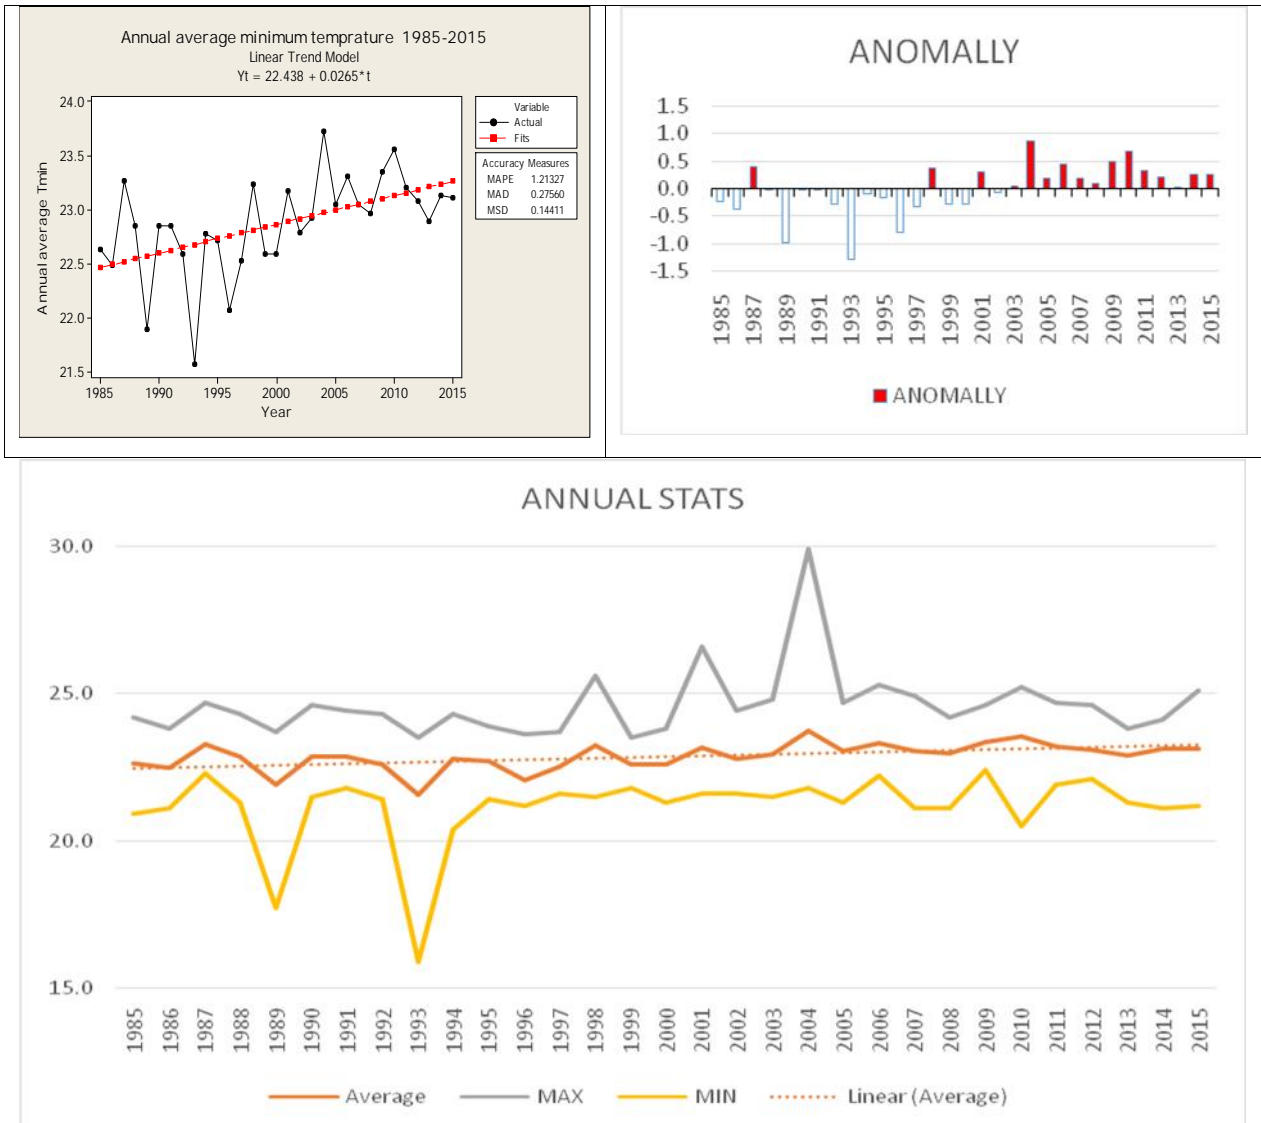 Annual average minimum temprature 1985-2015
Linear Trend Model
Yt = 22.438 + 0.0265*t
24.0
23.5
23.0
22.5
22.0
21.5
Annual average Tmin
1985 1990 1995 2000 2005 2010 2015
Year
Variable
Actual
Fits
Accuracy Measures
MAPE 1.21327
MAD 0.27560
MSD 0.14411
ANOMALLY
1.5
1.0
0.5
0.0
-0.5
-1.0
-1.5
1985 1987 1989 1991 1993 1995 1997 1999 2001 2003 2005 2007 2009 2011 2013 2015
ANOMALLY
ANNUAL STATS
30.0
25.0
20.0
15.0
1985 1986 1987 1988 1989 1990 1991 1992 1993 1994 1995 1996 1997 1998 1999 2000 2001 2002 2003 2004 2005 2006 2007 2008 2009 2010 2011 2012 2013 2014 2015
Average MAX MIN Linear (Average)